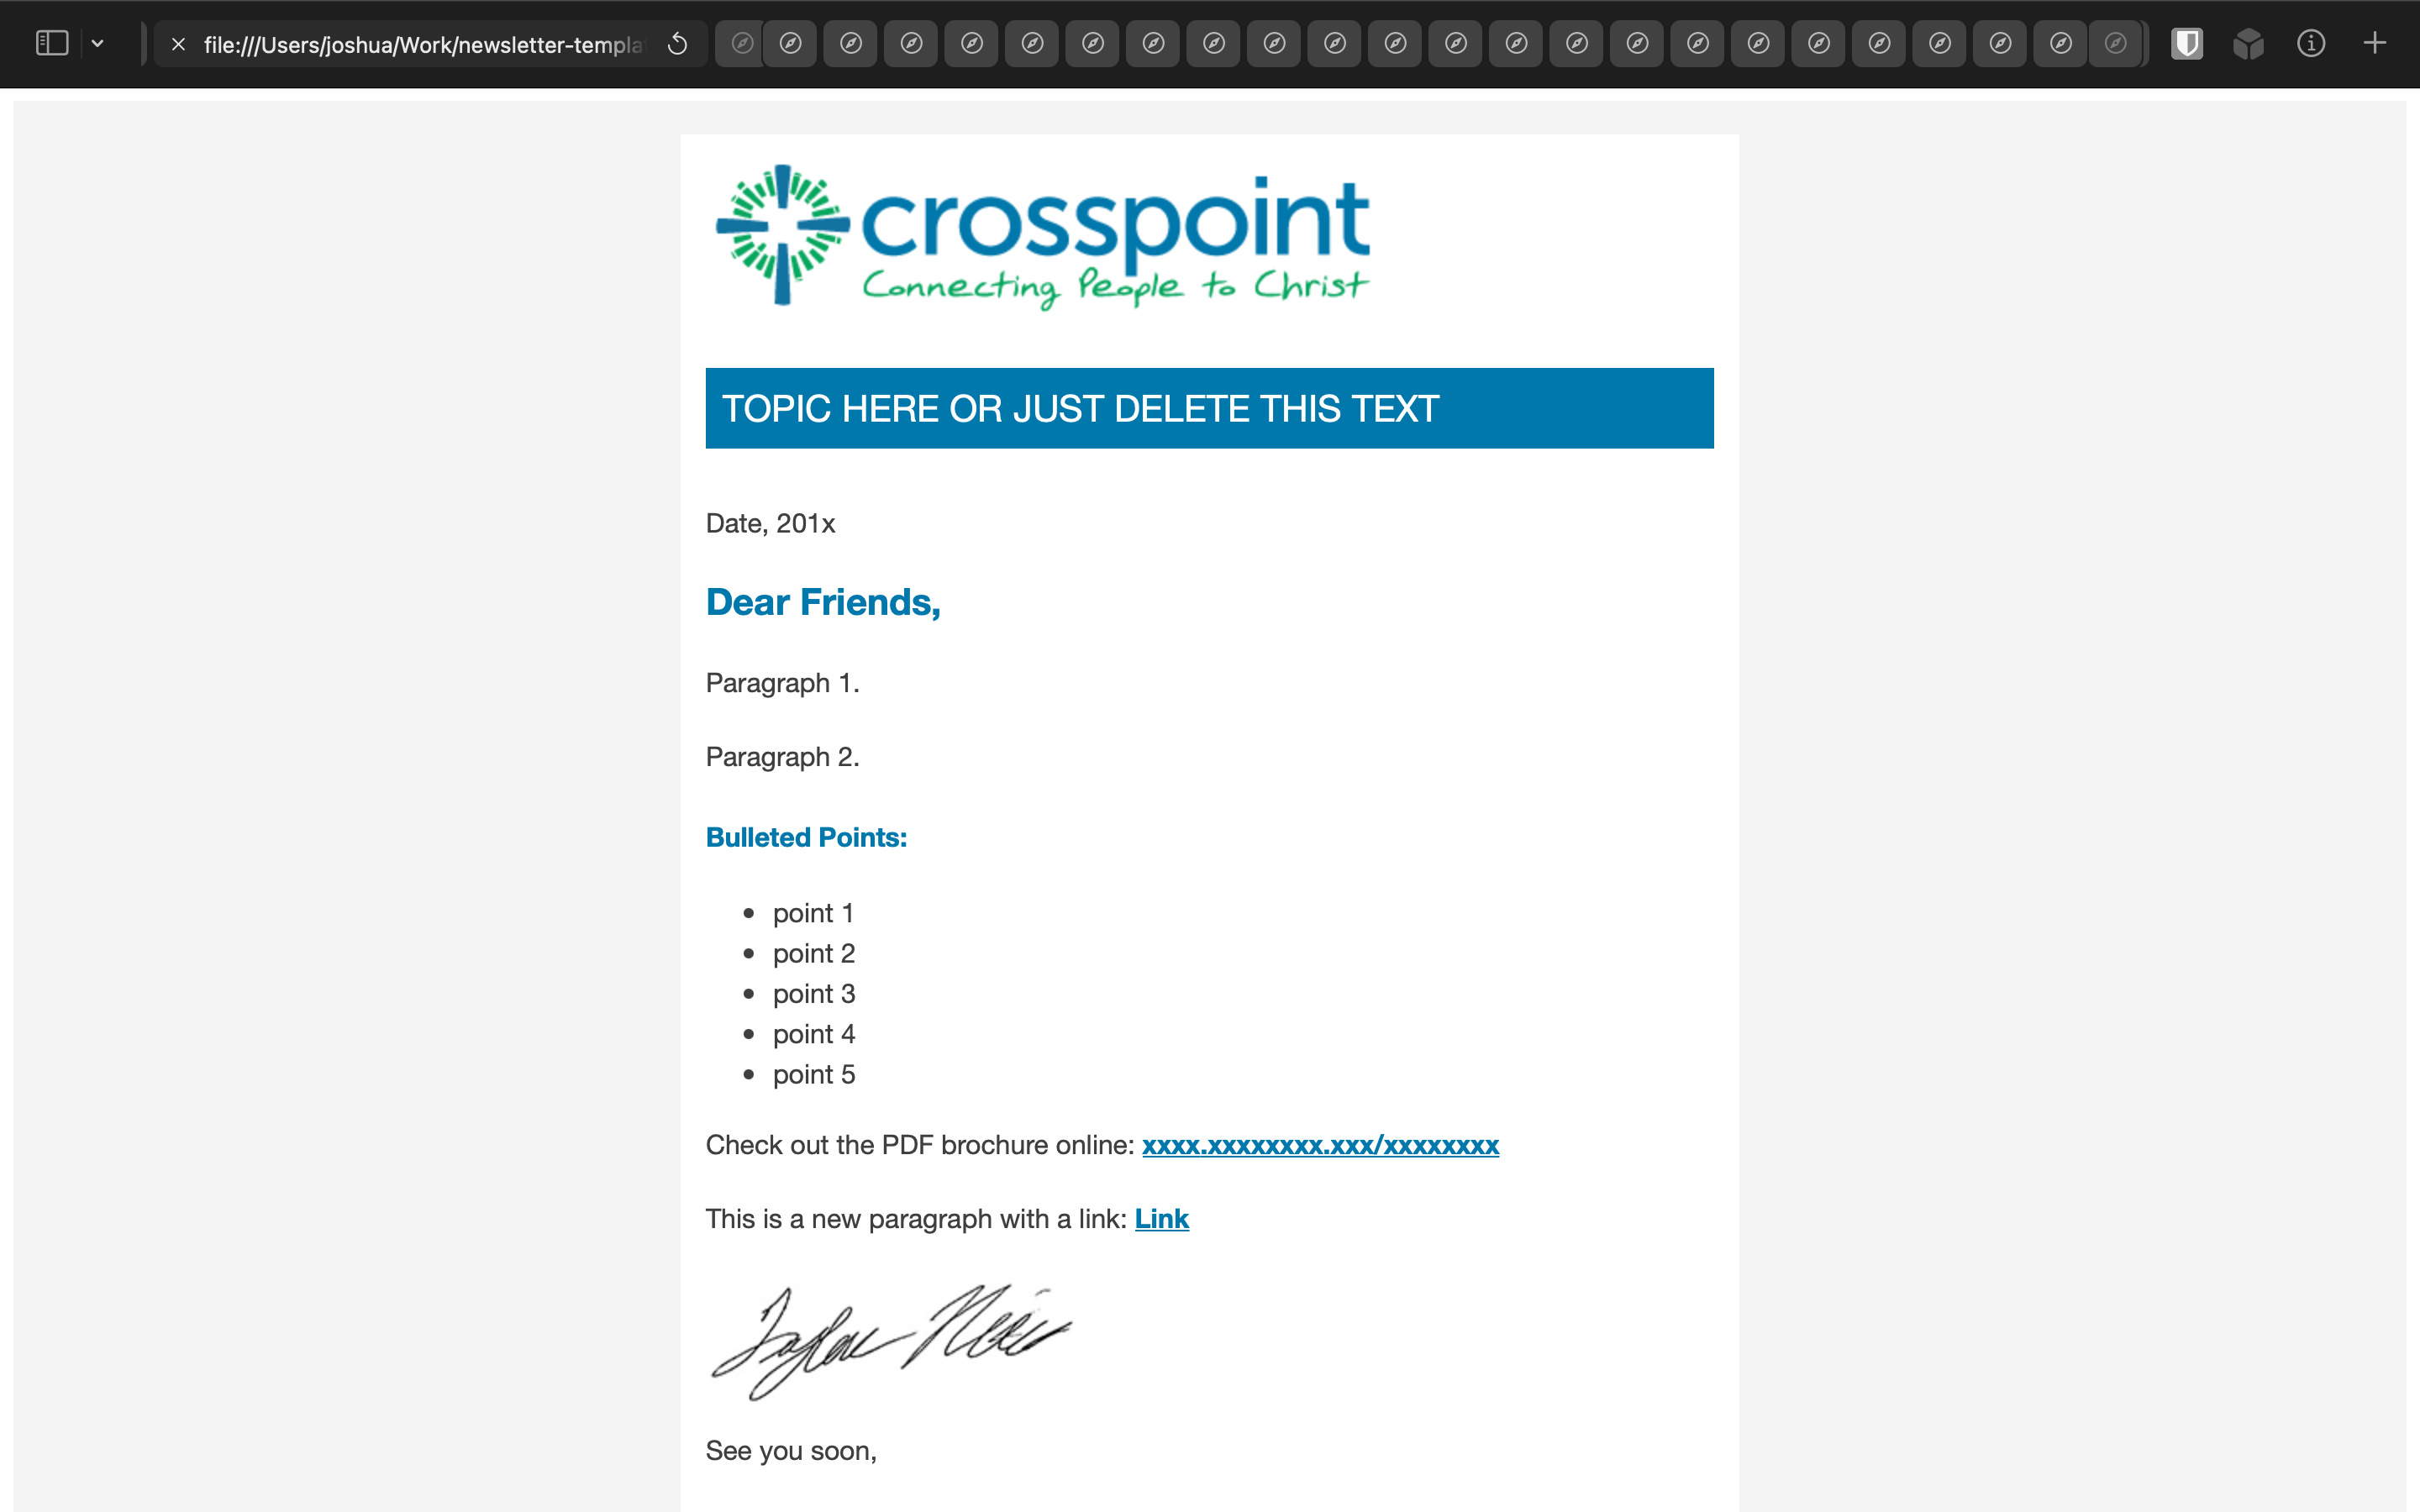 file:///Users/joshua/Work/newsletter-templa
crosspoint
Connecting People to Christ
TOPIC HERE OR JUST DELETE THIS TEXT
Date, 201x
Dear Friends,
Paragraph 1.
Paragraph 2.
Bulleted Points:
point 1
point 2
point 3
point 4
point 5
Check out the PDF brochure online: xxxx.xxxxxxxx.xxx/xxxxxxxx
This is a new paragraph with a link: Link
See you soon,